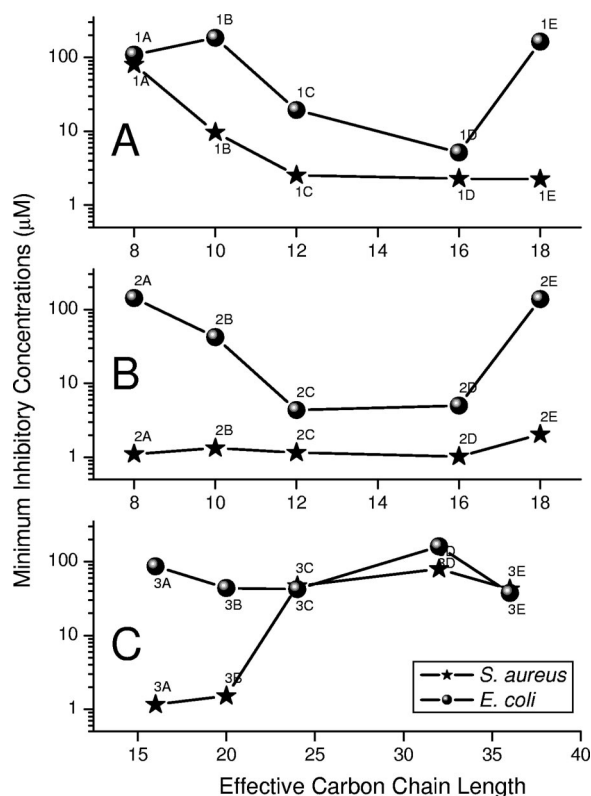 1B
1E
100
1A
1A
1C
1D
10
A
1B
1C
1D
1E
1
8 10 12 14 16 18
2A
2E
100
2B
2C
2D
10
B
2A
2B
2C
2D
2E
1
8 10 12 14 16 18
100
3A
3B
3C
3C
3D
3D
3E
3E
10
C
3A
3B
S. aureus
E. coli
1
15 20 25 30 35 40
Minimum Inhibitory Concentrations (µM)
Effective Carbon Chain Length